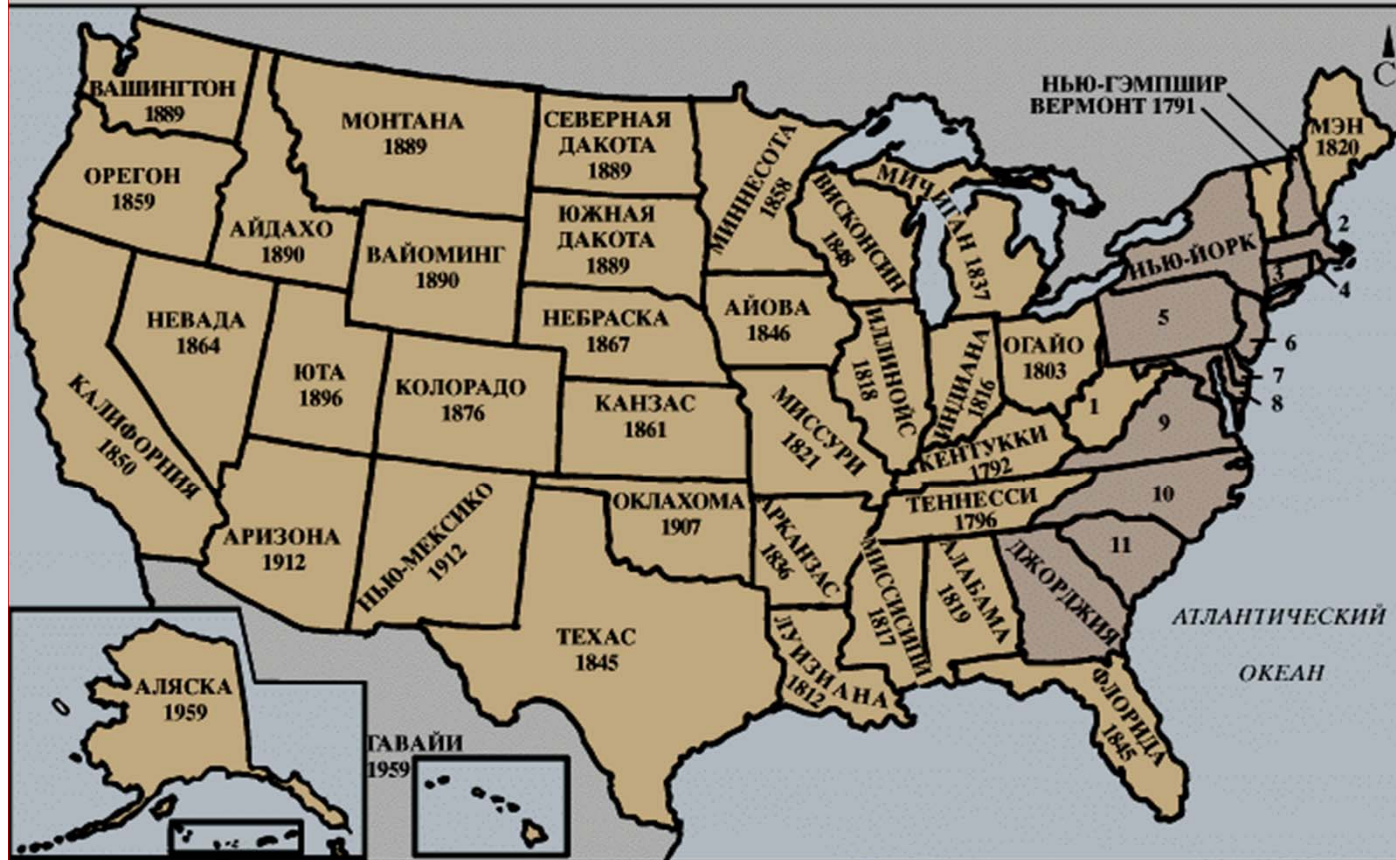 С
НЬЮ-ГЭМПШИР
ВЕРМОНТ 1791
МЭН
1820
ВАШИНГТОН
1889
МОНТАНА
1889
СЕВЕРНАЯ
ДАКОТА
1889
МИННЕСОТА
1858
ОРЕГОН
1859
АЙДАХО
1890
ВАЙОМИНГ
1890
ЮЖНАЯ
ДАКОТА
1889
ВИСКОНСИН
1848
МИЧИГАН 1837
НЬЮ-ЙОРК
2
3
4
НЕВАДА
1864
ЮТА
1896
КОЛОРАДО
1876
НЕБРАСКА
1867
АЙОВА
1846
ИЛЛИНОЙС
1818
ИНДИАНА
1816
ОГАЙО
1803
5
6
7
8
КАЛИФОРНИЯ
1850
КАНЗАС
1861
МИССУРИ
1821
КЕНТУККИ
1792
1
9
АРИЗОНА
1912
НЬЮ-МЕКСИКО
1912
ОКЛАХОМА
1907
АРКАНЗАС
1836
ТЕННЕССИ
1796
10
11
ТЕХАС
1845
ЛУИЗИАНА
1812
МИССИСИПИ
1817
АЛАБАМА
1819
ДЖОРДЖИЯ
ФЛОРИДА
1845
АТЛАНТИЧЕСКИЙ
ОКЕАН
АЛЯСКА
1959
ГАВАЙИ
1959